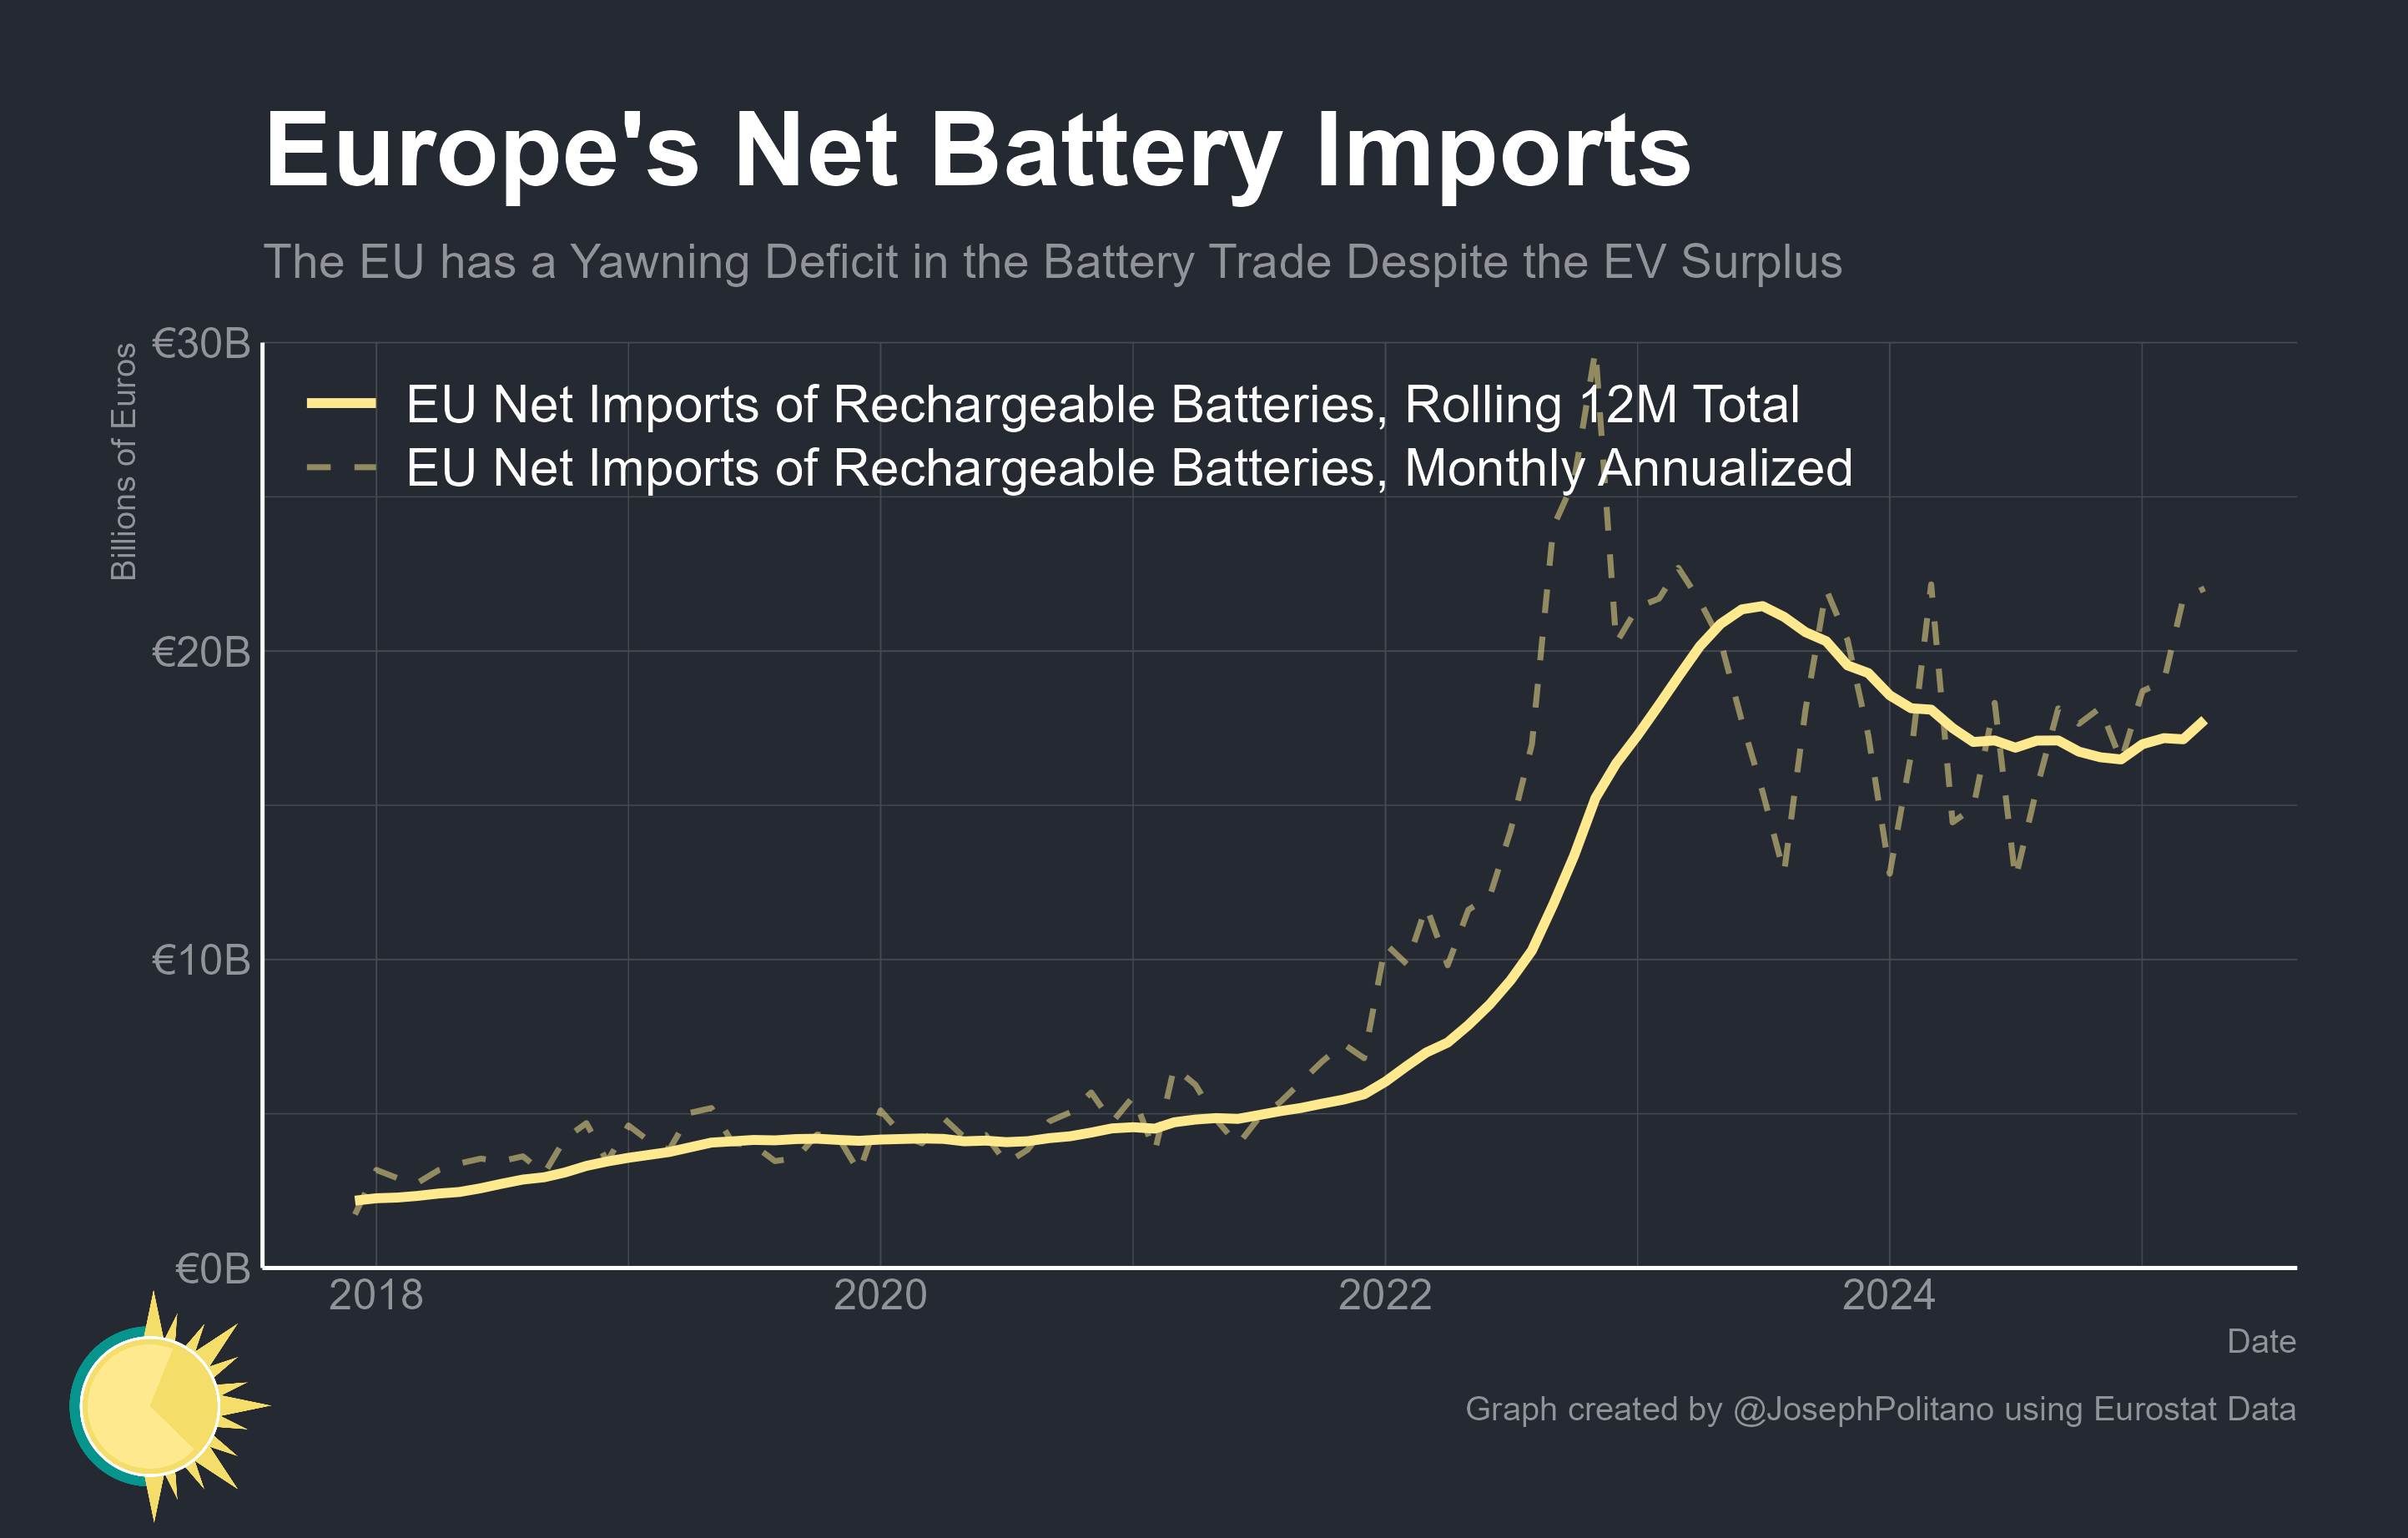 Europe's Net Battery Imports
The EU has a Yawning Deficit in the Battery Trade Despite the EV Surplus
Billions of Euros
€30B
€20B
€10B
€0B
EU Net Imports of Rechargeable Batteries, Rolling 12M Total
EU Net Imports of Rechargeable Batteries, Monthly Annualized
2018
2020
2022
2024
Date
Graph created by @JosephPolitano using Eurostat Data